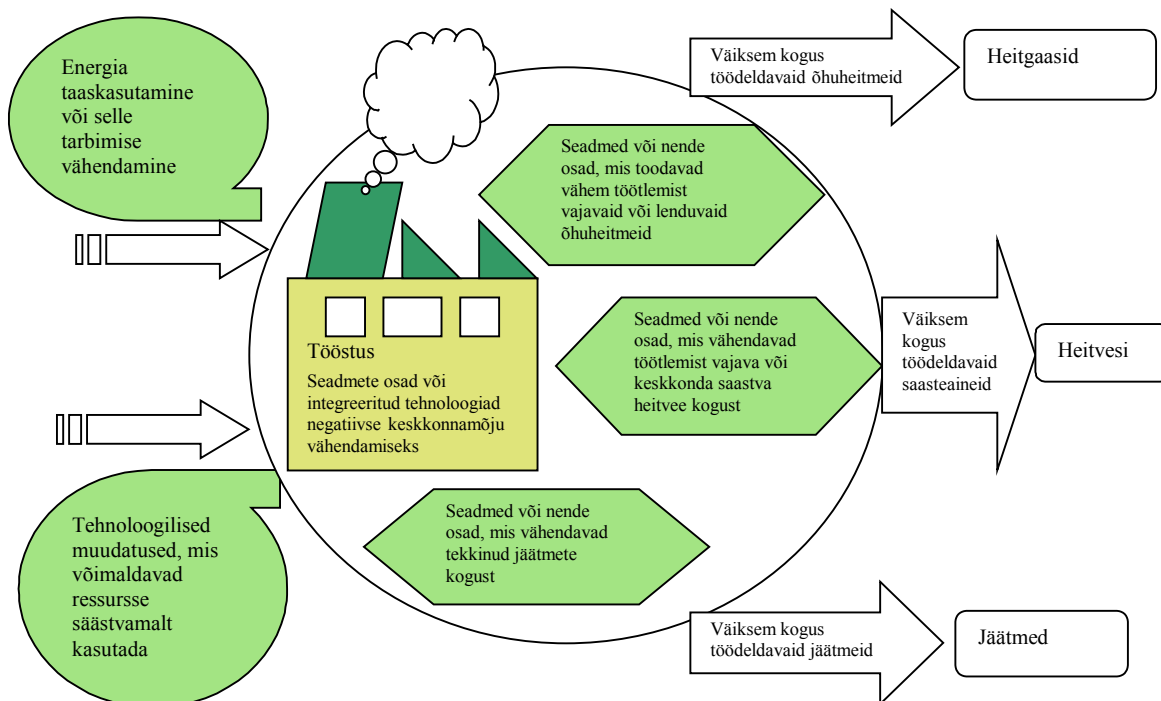 Energia
taaskasutamine
või selle
tarbimise
vähendamine
Väiksem kogus
töödeldavaid õhuheitmeid
Heitgaasid
Seadmed või nende
osad, mis toodavad
vähem töötlemist
vajavaid või lenduvaid
õhuheitmeid
Tööstus
Seadmete osad või
integreeritud tehnoloogiad
negatiivse keskkonnamõju
vähendamiseks
Seadmed või nende
osad, mis vähendavad
töötlemist vajava või
keskkonda saastva
heitvee kogust
Väiksem
kogus
töödeldavaid
saasteaineid
Heitvesi
Tehnoloogilised
muudatused, mis
võimaldavad
ressursse
säästvamalt
kasutada
Seadmed või nende
osad, mis vähendavad
tekkinud jäätmete
kogust
Väiksem kogus
töödeldavaid jäätmeid
Jäätmed